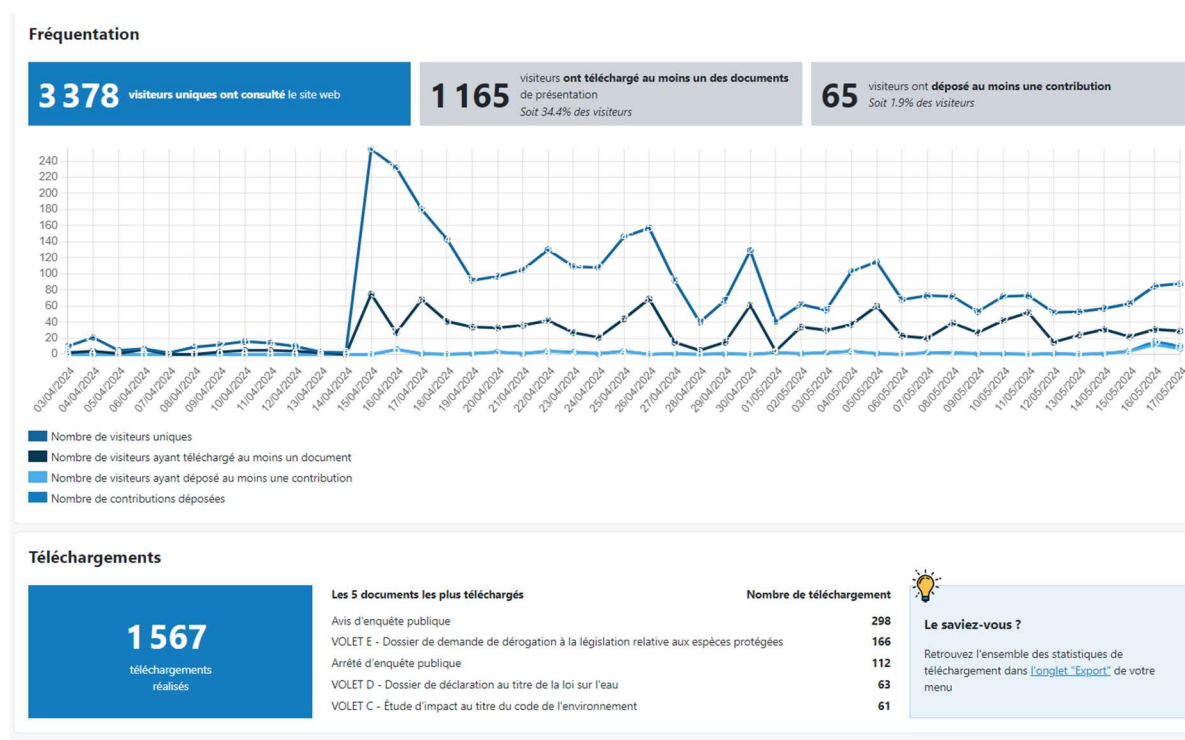 Fréquentation
3 378 visiteurs uniques ont consulté le site web
1 165 visiteurs ont téléchargé au moins un des documents
de présentation
Soit 34.4% des visiteurs
65 visiteurs ont déposé au moins une contribution
Soit 1.9% des visiteurs
240
220
200
180
160
140
120
100
80
60
40
20
0
03/04/2024 04/04/2024 05/04/2024 06/04/2024 07/04/2024 08/04/2024 09/04/2024 10/04/2024 11/04/2024 12/04/2024 13/04/2024 14/04/2024 15/04/2024 16/04/2024 17/04/2024 18/04/2024 19/04/2024 20/04/2024 21/04/2024 22/04/2024 23/04/2024 24/04/2024 25/04/2024 26/04/2024 27/04/2024 28/04/2024 29/04/2024 30/04/2024 01/05/2024 02/05/2024 03/05/2024 04/05/2024 05/05/2024 06/05/2024 07/05/2024 08/05/2024 09/05/2024 10/05/2024 11/05/2024 12/05/2024 13/05/2024 14/05/2024 15/05/2024 16/05/2024 17/05/2024
Nombre de visiteurs uniques
Nombre de visiteurs ayant téléchargé au moins un document
Nombre de visiteurs ayant déposé au moins une contribution
Nombre de contributions déposées
Téléchargements
1 567
téléchargements
réalisés
Les 5 documents les plus téléchargés Nombre de téléchargement
Avis d'enquête publique 298
VOLET E - Dossier de demande de dérogation à la législation relative aux espèces protégées 166
Arrêté d'enquête publique 112
VOLET D - Dossier de déclaration au titre de la loi sur l'eau 63
VOLET C - Étude d'impact au titre du code de l'environnement 61
Le saviez-vous ?
Retrouvez l'ensemble des statistiques de
téléchargement dans l'onglet "Export" de votre
menu